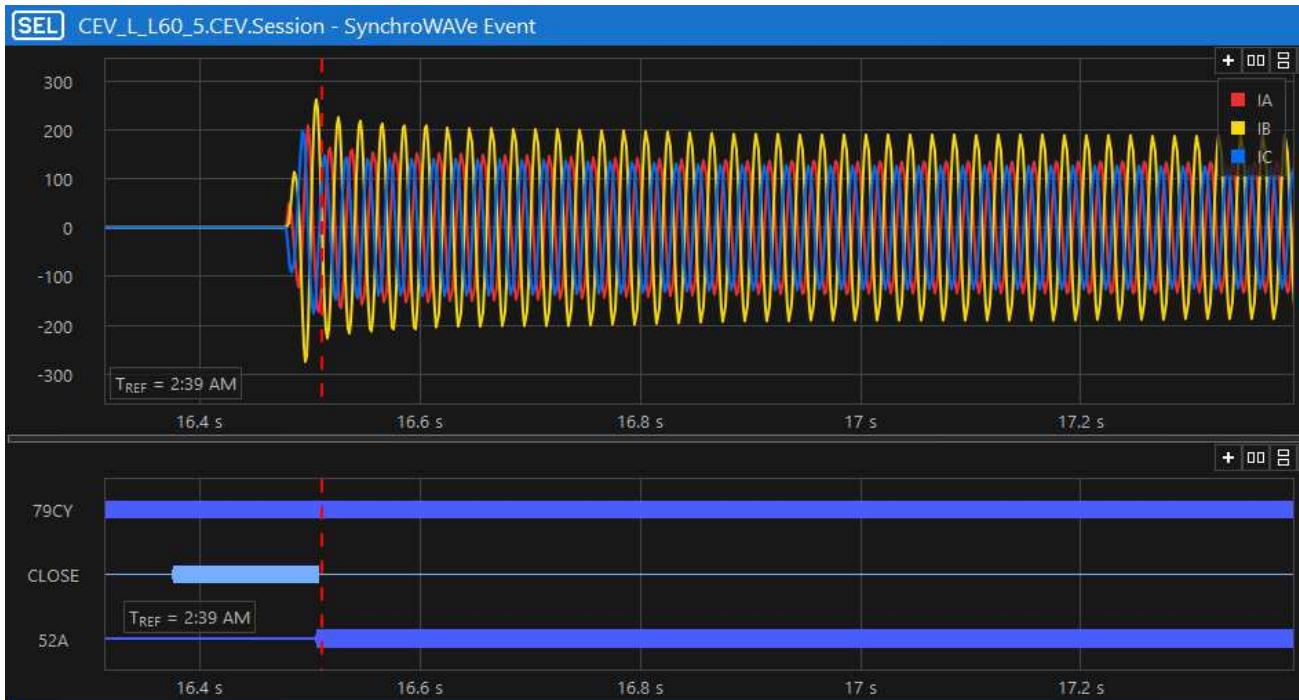 SEL CEV_L_L60_5.CEV.Session - SynchroWAVe Event
300
IA
200
IB
IC
100
0
-100
-200
-300
TREF = 2:39 AM
16.4 s 16.6 s 16.8 s 17 s 17.2 s
79CY
CLOSE
TREF = 2:39 AM
52A
16.4 s 16.6 s 16.8 s 17 s 17.2 s